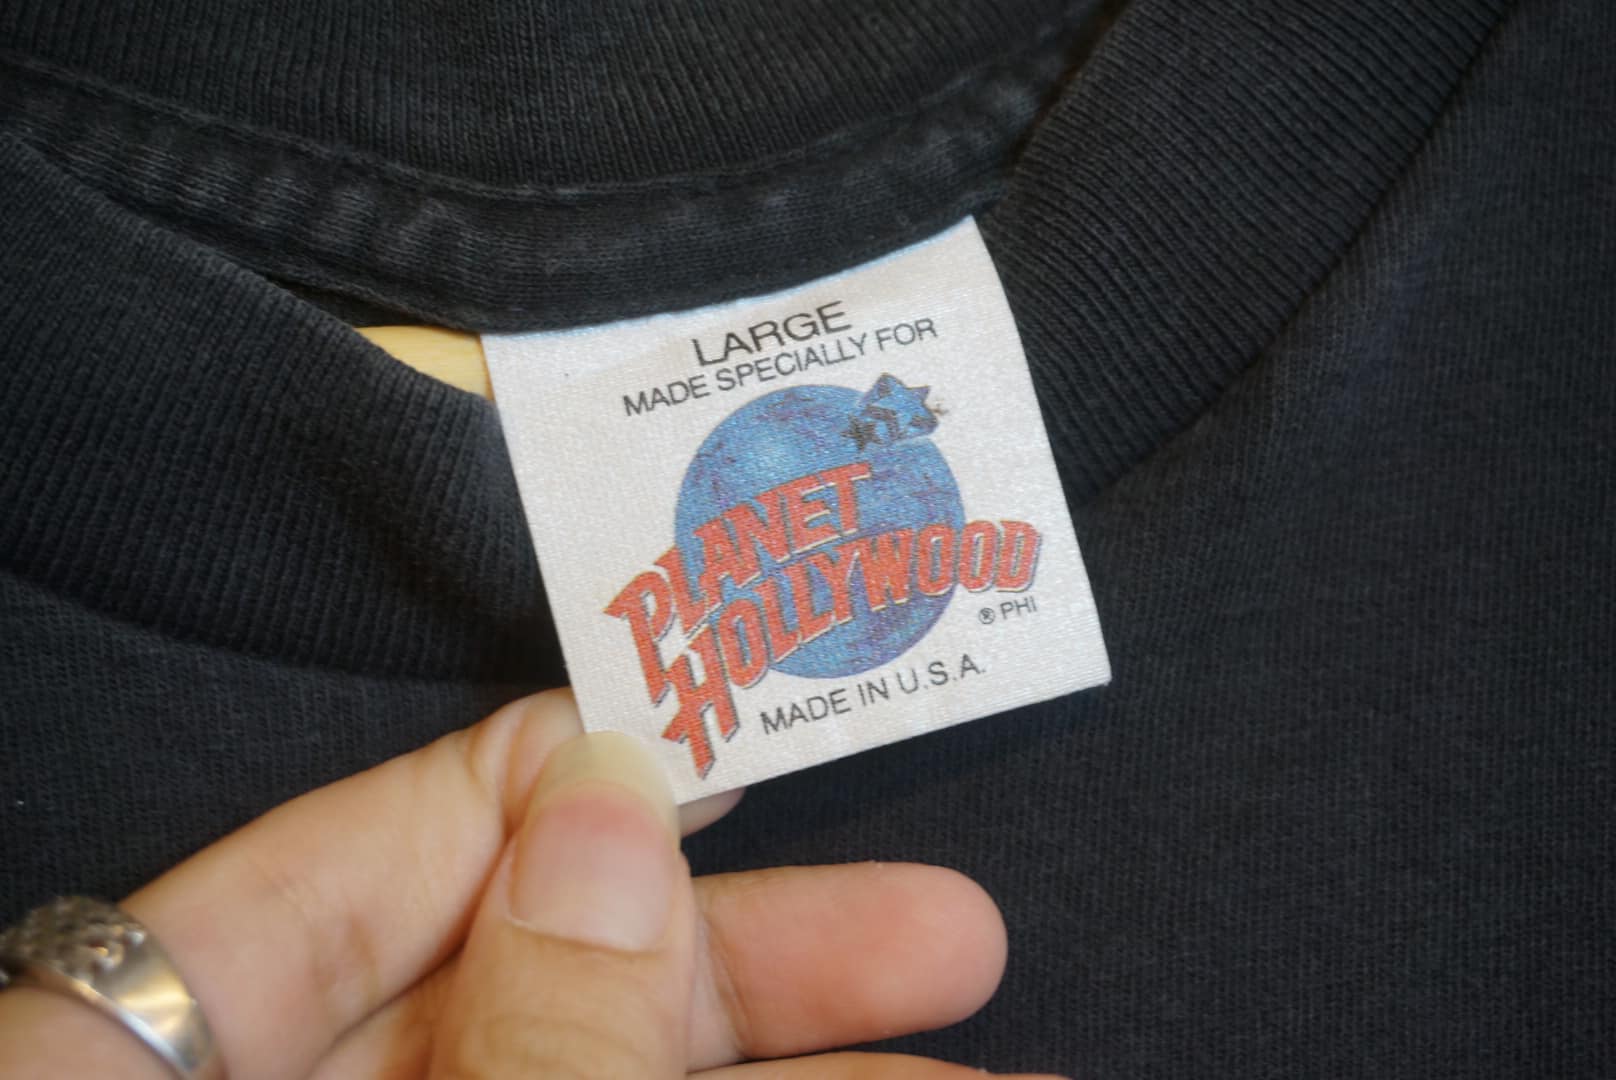 LARGE
MADE SPECIALLY FOR
PLANET
HOLLYWOOD
® PHI
MADE IN U.S.A.